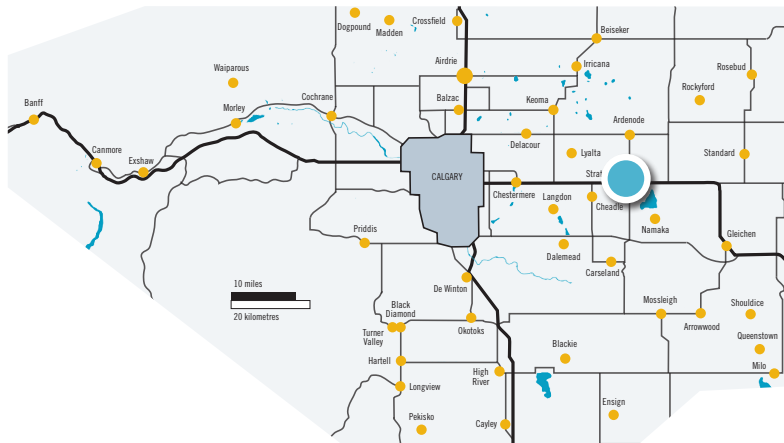 Dogpound
Madden
Crossfield
Beiseker
Airdrie
Irricana
Waiparous
Rosebud
Rockyford
Banff
Morley
Cochrane
Balzac
Keoma
Ardenode
Delacour
Lyalta
Standard
Canmore
Exshaw
CALGARY
Chestermere
Langdon
Cheadle
Namaka
Priddis
Dalemead
Gleichen
Carseland
10 miles
20 kilometres
De Winton
Black
Diamond
Turner
Valley
Okotoks
Mossleigh
Arrowwood
Shouldice
Queenstown
Blackie
Hartell
Milo
High
River
Longview
Ensign
Pekisko
Cayley